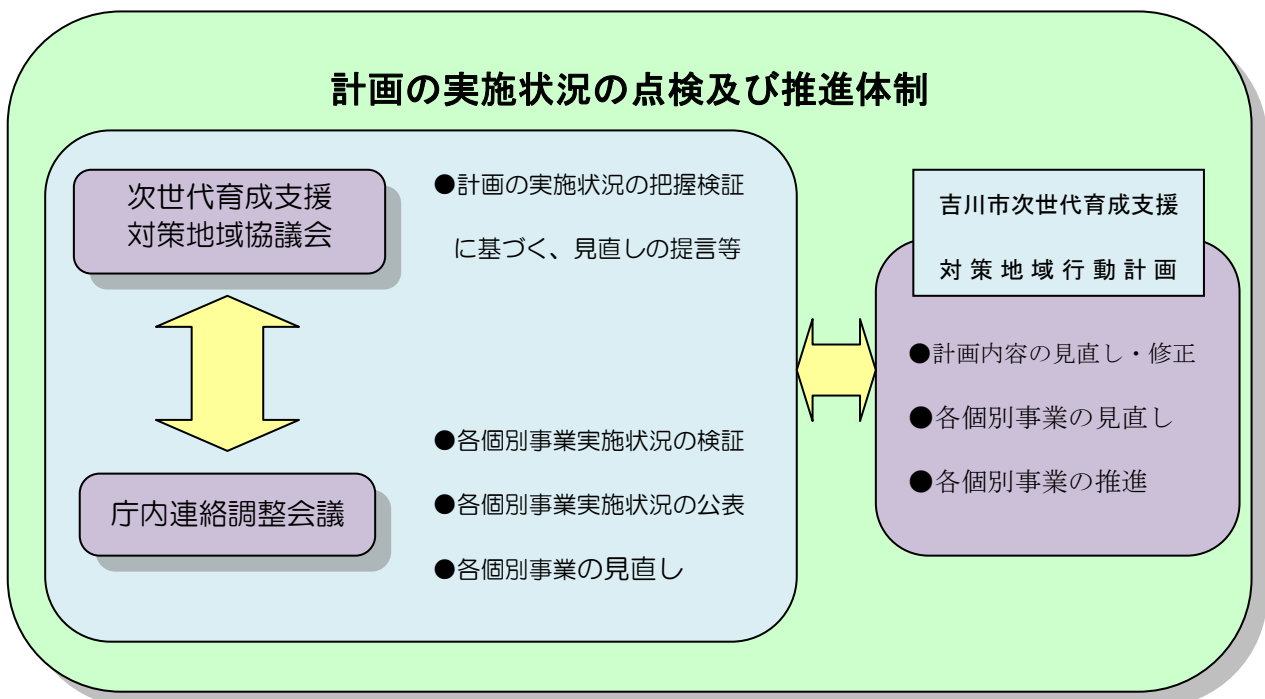 計画の実施状況の点検及び推進体制
次世代育成支援
対策地域協議会
●計画の実施状況の把握検証
に基づく、見直しの提言等
庁内連絡調整会議
●各個別事業実施状況の検証
●各個別事業実施状況の公表
●各個別事業の見直し
吉川市次世代育成支援
対策地域行動計画
●計画内容の見直し・修正
●各個別事業の見直し
●各個別事業の推進